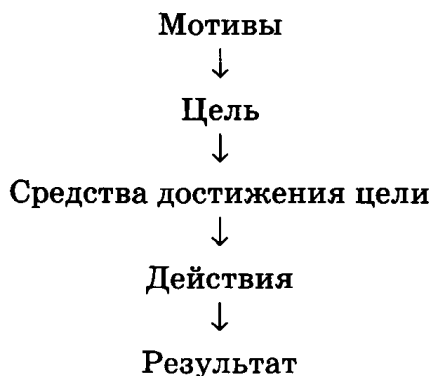 Мотивы
↓
Цель
↓
Средства достижения цели
↓
Действия
↓
Результат